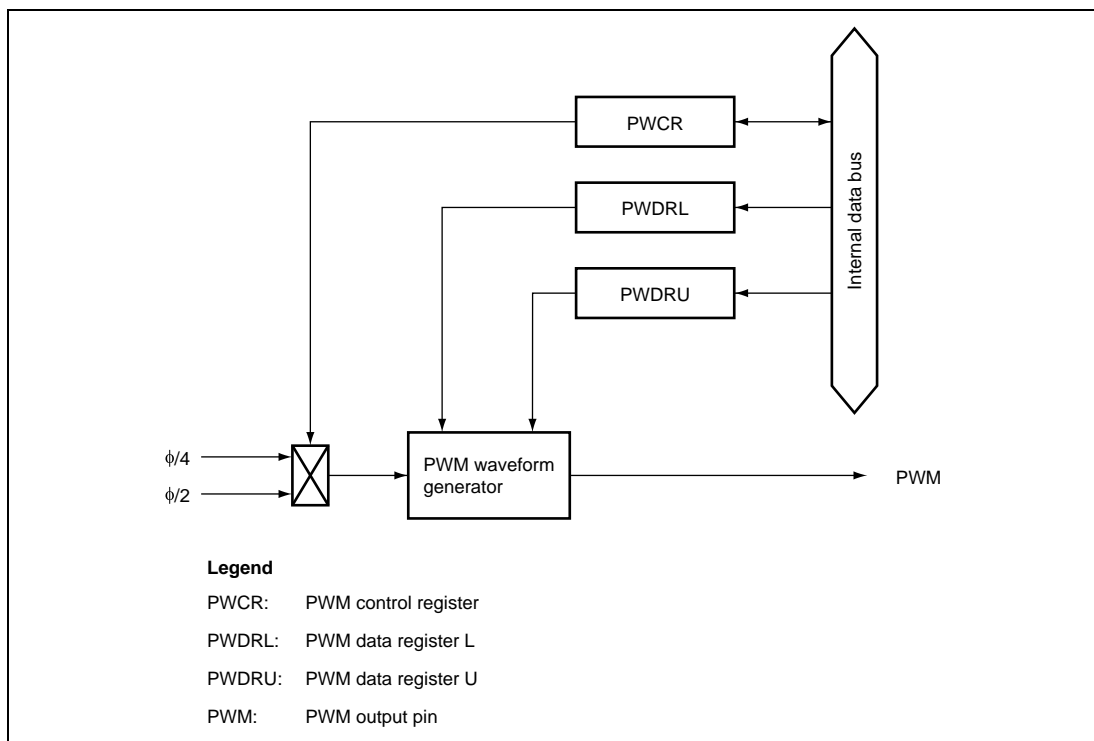 PWCR
PWDRL
PWDRU
Internal data bus
ϕ/4
ϕ/2
PWM waveform
generator
PWM
Legend
PWCR: PWM control register
PWDRL: PWM data register L
PWDRU: PWM data register U
PWM: PWM output pin